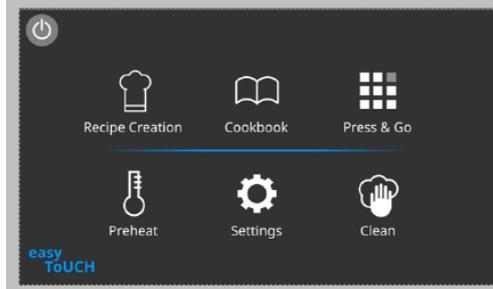 Recipe Creation
Cookbook
Press & Go
Preheat
Settings
Clean
easy
ToUCH